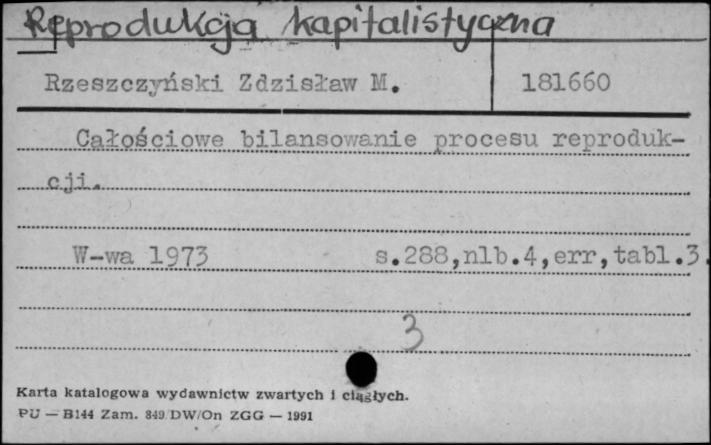 Reprodukcja kapitalistyczna
Rzeszczyński Zdzisław M. 181660
Całościowe bilansowanie procesu reproduk-
cji.
W-wa 1973 s.288,nlb.4,err,tabl.3.
3
Karta katalogowa wydawnictw zwartych i ciągłych.
PU — B144 Zam. 849/DW/On ZGG — 1991